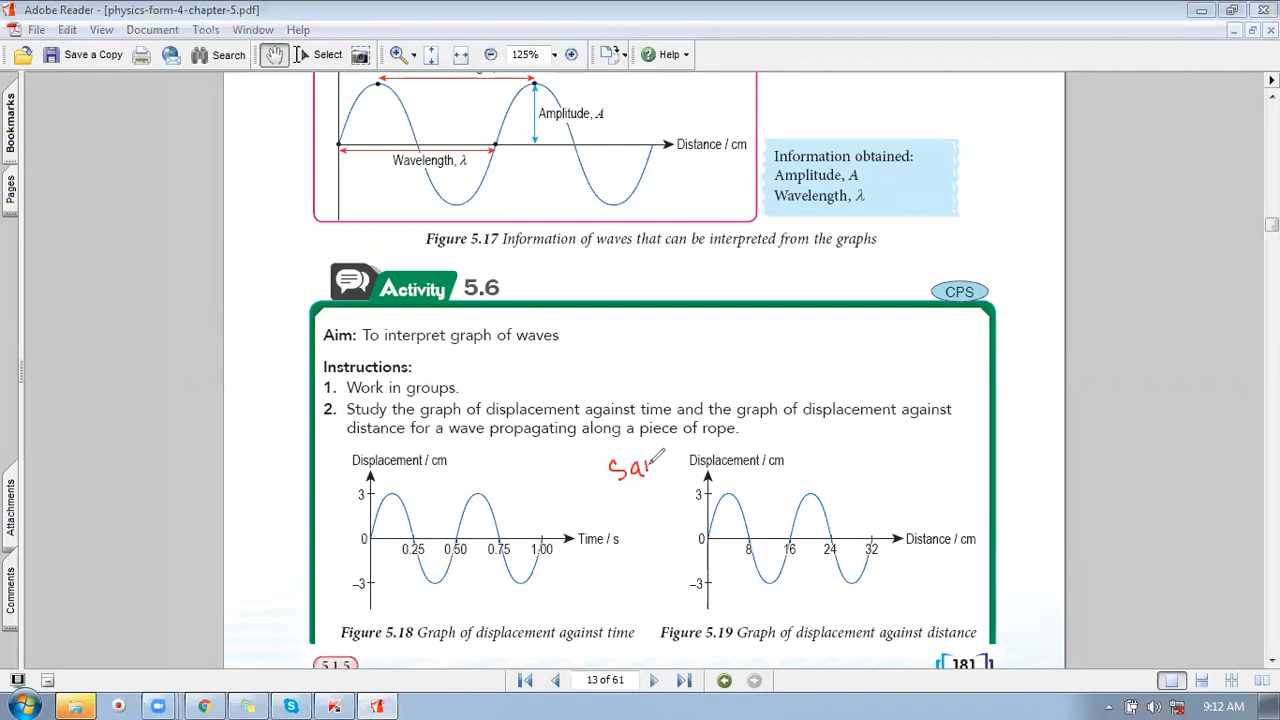 Adobe Reader - [physics-form-4-chapter-5.pdf]
File Edit View Document Tools Window Help
Save a Copy Search Select 125% Help
Bookmarks
Pages
Attachments
Comments
Amplitude, A
Distance / cm
Wavelength, λ
Information obtained:
Amplitude, A
Wavelength, λ
Figure 5.17 Information of waves that can be interpreted from the graphs
Activity 5.6
CPS
Aim: To interpret graph of waves
Instructions:
1. Work in groups.
2. Study the graph of displacement against time and the graph of displacement against
distance for a wave propagating along a piece of rope.
Displacement / cm
3
0
–3
0.25 0.50 0.75 1.00
Time / s
Figure 5.18 Graph of displacement against time
Displacement / cm
3
0
–3
8 16 24 32
Distance / cm
Figure 5.19 Graph of displacement against distance
5.1.5
181
13 of 61
9:12 AM